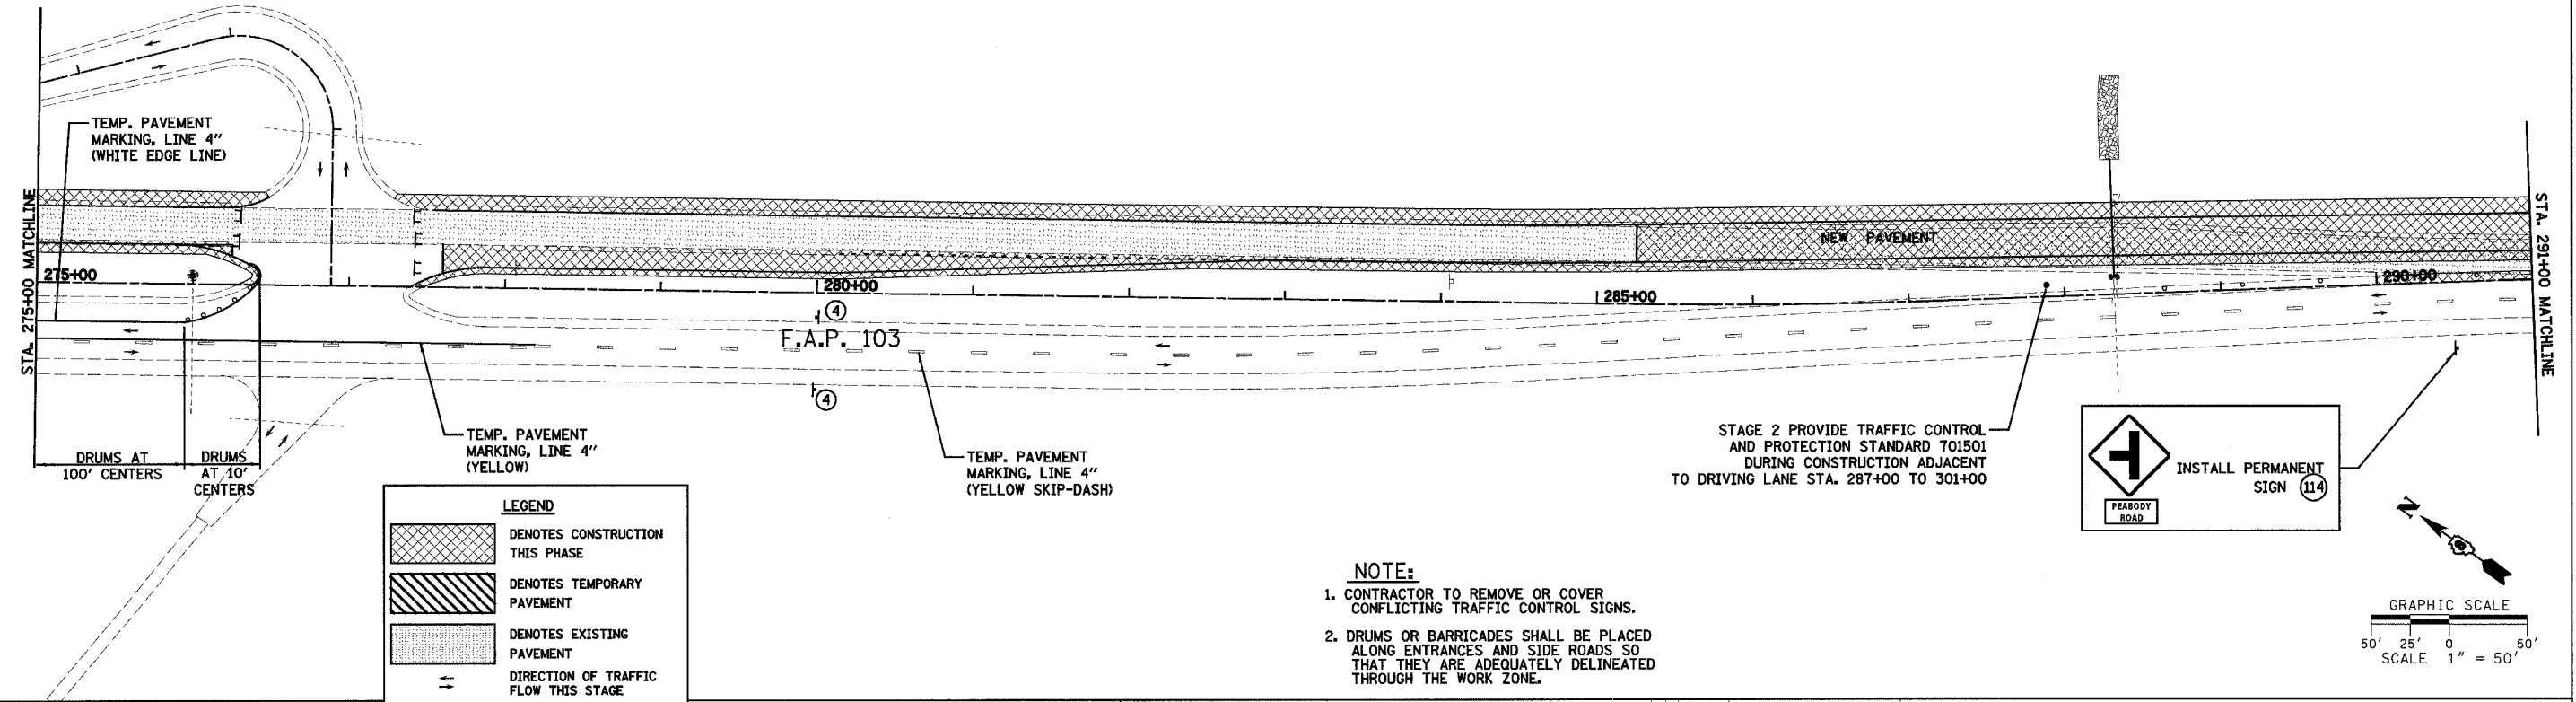 TEMP. PAVEMENT
MARKING, LINE 4"
(WHITE EDGE LINE)
STA. 275+00 MATCHLINE
275+00
280+00
285+00
290+00
NEW PAVEMENT
STA. 291+00 MATCHLINE
4
F.A.P. 103
4
DRUMS AT
100' CENTERS
DRUMS
AT 10'
CENTERS
TEMP. PAVEMENT
MARKING, LINE 4"
(YELLOW)
TEMP. PAVEMENT
MARKING, LINE 4"
(YELLOW SKIP-DASH)
STAGE 2 PROVIDE TRAFFIC CONTROL
AND PROTECTION STANDARD 701501
DURING CONSTRUCTION ADJACENT
TO DRIVING LANE STA. 287+00 TO 301+00
INSTALL PERMANENT
SIGN 114
PEABODY
ROAD
LEGEND
DENOTES CONSTRUCTION
THIS PHASE
DENOTES TEMPORARY
PAVEMENT
DENOTES EXISTING
PAVEMENT
DIRECTION OF TRAFFIC
FLOW THIS STAGE
NOTE:
1. CONTRACTOR TO REMOVE OR COVER
CONFLICTING TRAFFIC CONTROL SIGNS.
2. DRUMS OR BARRICADES SHALL BE PLACED
ALONG ENTRANCES AND SIDE ROADS SO
THAT THEY ARE ADEQUATELY DELINEATED
THROUGH THE WORK ZONE.
N
GRAPHIC SCALE
50' 25' 0 50'
SCALE 1" = 50'